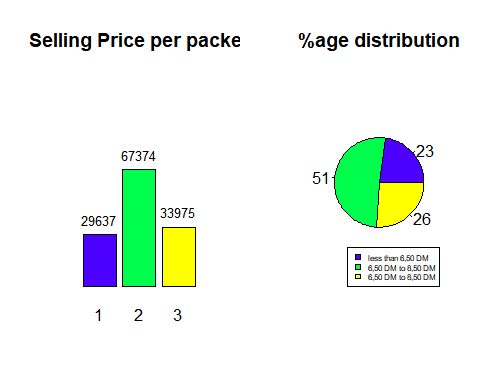 Selling Price per packe
%age distribution
67374
29637
33975
1 2 3
23
51
26
less than 6,50 DM
6,50 DM to 8,50 DM
6,50 DM to 8,50 DM